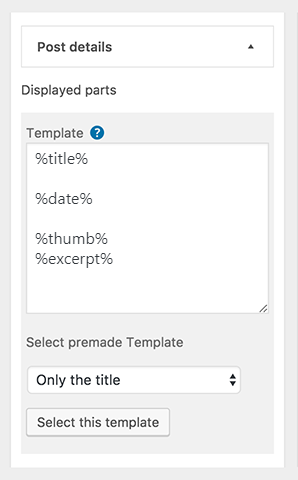 Post details
Displayed parts
Template ?
%title%
%date%
%thumb%
%excerpt%
Select premade Template
Only the title
Select this template